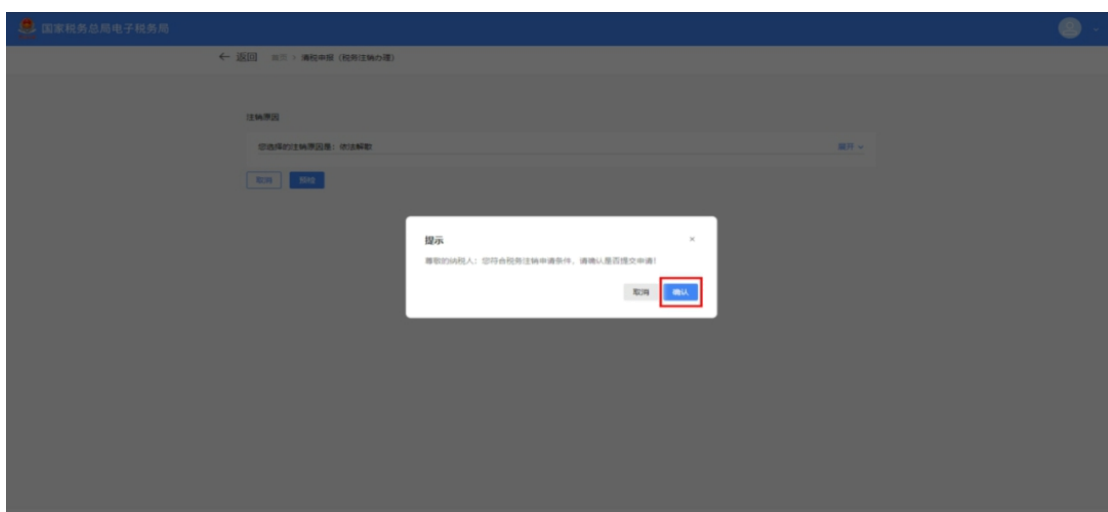 国家税务总局电子税务局
← 返回 首页 > 清税申报（税务注销办理）
注销原因
您选择的注销原因是：依法解散
展开
取消 预检
提示 ×
尊敬的纳税人：您符合税务注销申请条件，请确认是否提交申请！
取消 确认